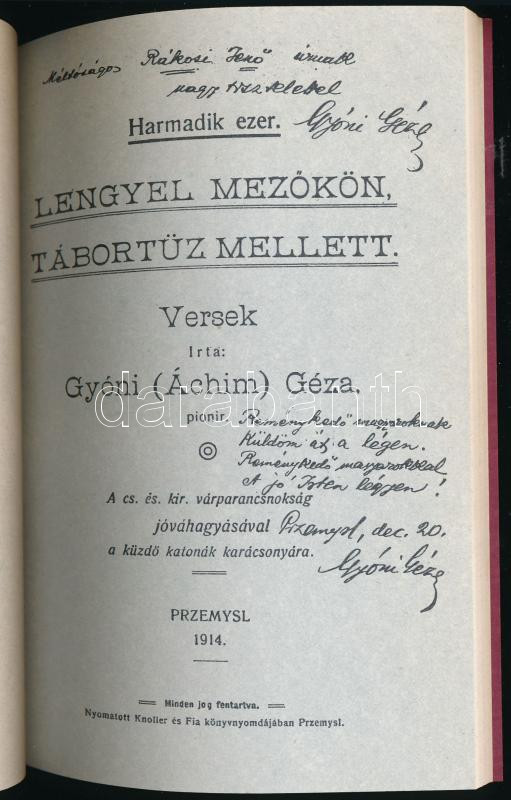 Méltóságos Rákosi Jenő úrnak
nagy tisztelettel
Harmadik ezer. Gyóni Géza
LENGYEL MEZŐKÖN,
TÁBORTÜZ MELLETT.
Versek
Irta:
Gyóni (Áchim) Géza,
pionir. Reménykedő magyaroknak
Küldöm át a légen.
Reménykedő magyarokkal
A jó Isten légyen!
A cs. és. kir. várparancsnokság
jóváhagyásával Przemysl, dec. 20.
a küzdő katonák karácsonyára. Gyóni Géza
PRZEMYSL
1914.
Minden jog fentartva.
Nyomatott Knoller és Fia könyvnyomdájában Przemysl.
darabanth